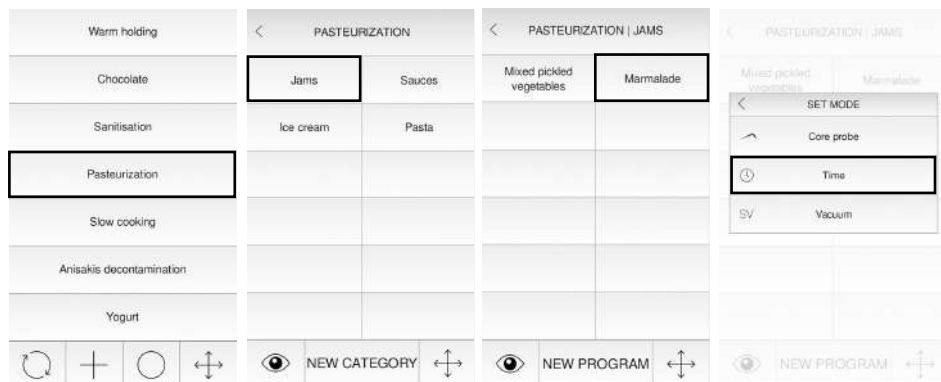 Warm holding
Chocolate
Sanitisation
Pasteurization
Slow cooking
Anisakis decontamination
Yogurt
PASTEURIZATION
Jams
Sauces
Ice cream
Pasta
NEW CATEGORY
PASTEURIZATION | JAMS
Mixed pickled
vegetables
Marmalade
NEW PROGRAM
PASTEURIZATION | JAMS
Mixed pickled
vegetables
Marmalade
SET MODE
Core probe
Time
SV
Vacuum
NEW PROGRAM